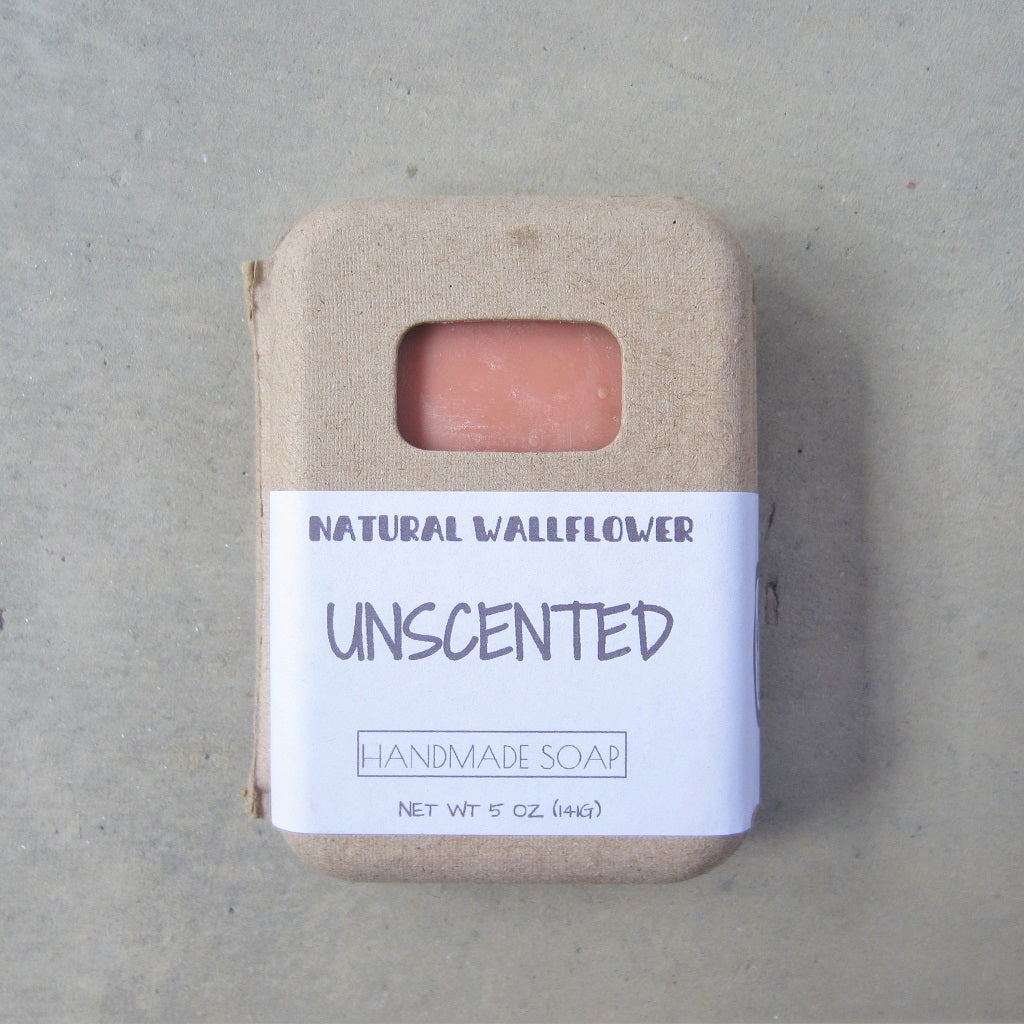 NATURAL WALLFLOWER
UNSCENTED
HANDMADE SOAP
NET WT 5 OZ (141G)